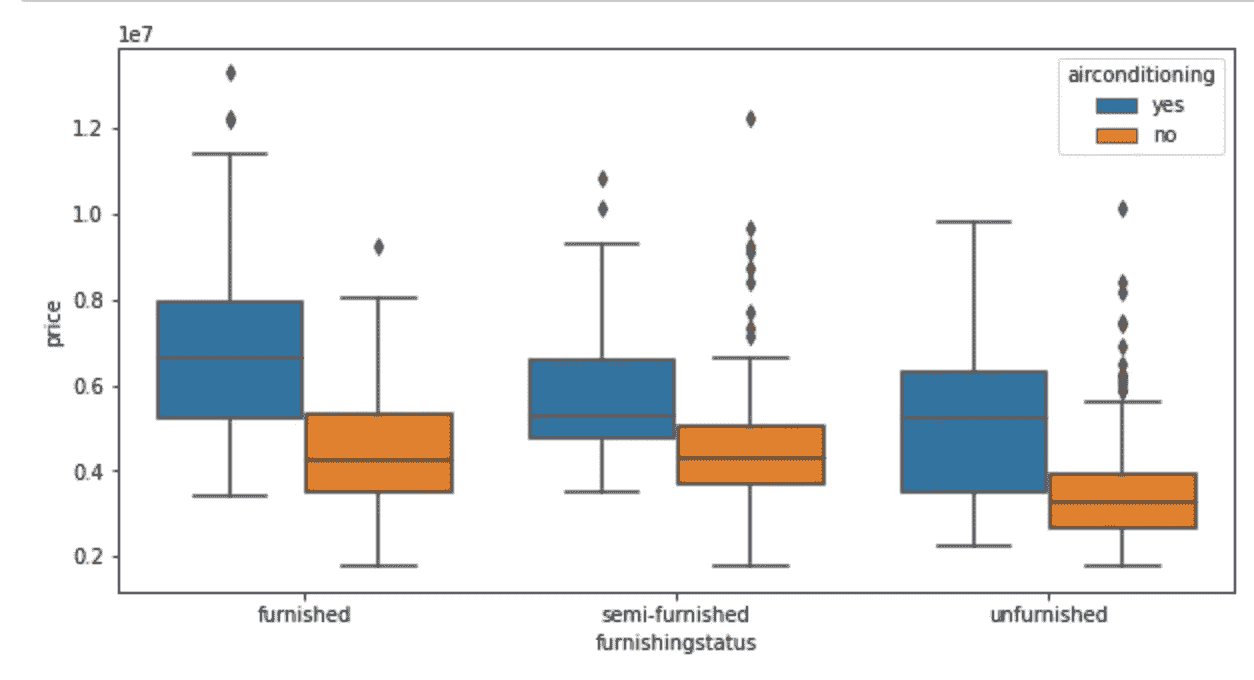 1e7
airconditioning
yes
no
1.2
1.0
0.8
0.6
0.4
0.2
price
furnished semi-furnished unfurnished
furnishingstatus